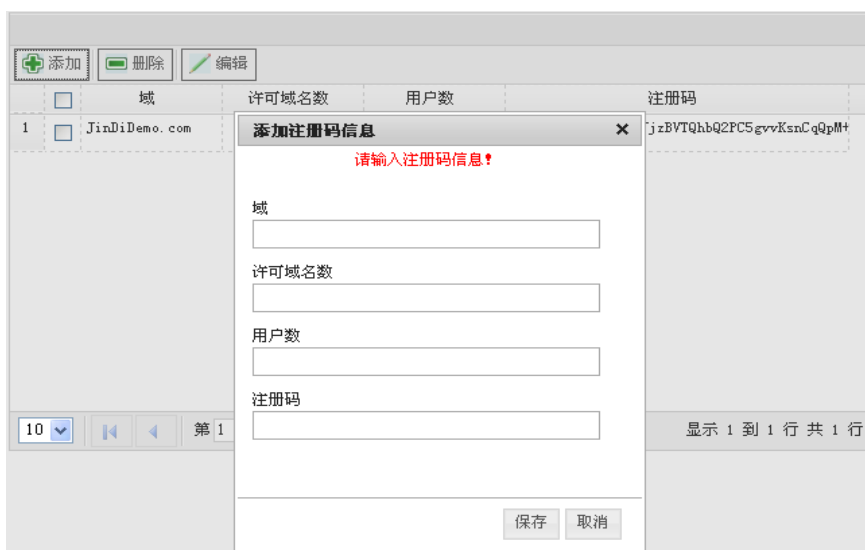 添加 删除 编辑
域 许可域名数 用户数 注册码
1 JinDiDemo.com jzBVTQhbQ2PC5gvvKsnCqQpM+
添加注册码信息 ×
请输入注册码信息!
域
许可域名数
用户数
注册码
10 第 1 显示 1 到 1 行 共 1 行
保存 取消